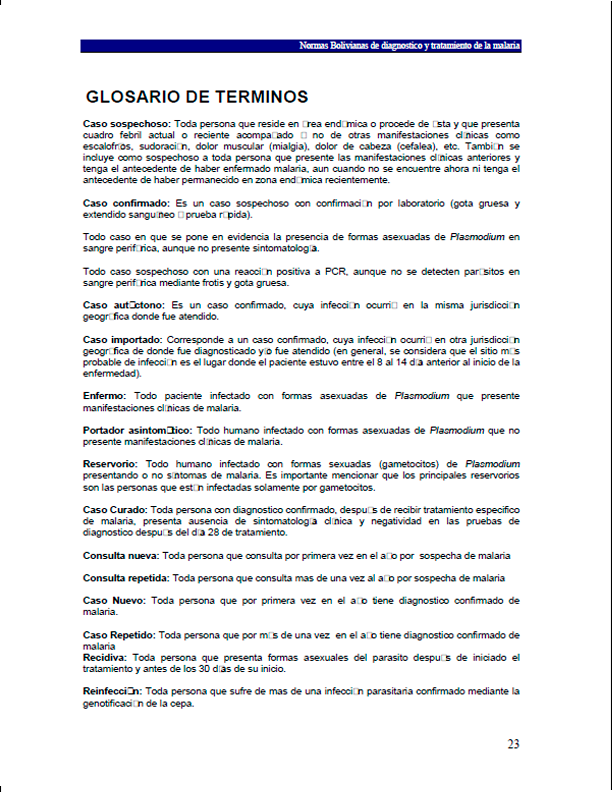 Normas Bolivianas de diagnostico y tratamiento de la malaria
GLOSARIO DE TERMINOS
Caso sospechoso: Toda persona que reside en □rea end□mica o procede de □sta y que presenta
cuadro febril actual o reciente acompa□ado □ no de otras manifestaciones cl□nicas como
escalofr□os, sudoraci□n, dolor muscular (mialgia), dolor de cabeza (cefalea), etc. Tambi□n se
incluye como sospechoso a toda persona que presente las manifestaciones cl□nicas anteriores y
tenga el antecedente de haber enfermado malaria, aun cuando no se encuentre ahora ni tenga el
antecedente de haber permanecido en zona end□mica recientemente.
Caso confirmado: Es un caso sospechoso con confirmaci□n por laboratorio (gota gruesa y
extendido sangu□neo □ prueba r□pida).
Todo caso en que se pone en evidencia la presencia de formas asexuadas de Plasmodium en
sangre perif□rica, aunque no presente sintomatolog□a.
Todo caso sospechoso con una reacci□n positiva a PCR, aunque no se detecten par□sitos en
sangre perif□rica mediante frotis y gota gruesa.
Caso aut□ctono: Es un caso confirmado, cuya infecci□n ocurri□ en la misma jurisdicci□n
geogr□fica donde fue atendido.
Caso importado: Corresponde a un caso confirmado, cuya infecci□n ocurri□ en otra jurisdicci□n
geogr□fica de donde fue diagnosticado y□o fue atendido (en general, se considera que el sitio m□s
probable de infecci□n es el lugar donde el paciente estuvo entre el 8 al 14 d□a anterior al inicio de la
enfermedad).
Enfermo: Todo paciente infectado con formas asexuadas de Plasmodium que presente
manifestaciones cl□nicas de malaria.
Portador asintom□tico: Todo humano infectado con formas asexuadas de Plasmodium que no
presente manifestaciones cl□nicas de malaria.
Reservorio: Todo humano infectado con formas sexuadas (gametocitos) de Plasmodium
presentando o no s□ntomas de malaria. Es importante mencionar que los principales reservorios
son las personas que est□n infectadas solamente por gametocitos.
Caso Curado: Toda persona con diagnostico confirmado, despu□s de recibir tratamiento especifico
de malaria, presenta ausencia de sintomatolog□a cl□nica y negatividad en las pruebas de
diagnostico despu□s del d□a 28 de tratamiento.
Consulta nueva: Toda persona que consulta por primera vez en el a□o por sospecha de malaria
Consulta repetida: Toda persona que consulta mas de una vez al a□o por sospecha de malaria
Caso Nuevo: Toda persona que por primera vez en el a□o tiene diagnostico confirmado de
malaria.
Caso Repetido: Toda persona que por m□s de una vez en el a□o tiene diagnostico confirmado de
malaria
Recidiva: Toda persona que presenta formas asexuales del parasito despu□s de iniciado el
tratamiento y antes de los 30 d□as de su inicio.
Reinfecci□n: Toda persona que sufre de mas de una infecci□n parasitaria confirmado mediante la
genotificaci□n de la cepa.
23